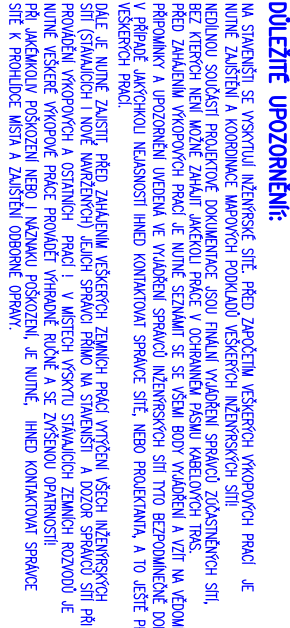 DŮLEŽITÉ UPOZORNĚNÍ:
NA STAVENIŠTI SE VYSKYTUJÍ INŽENÝRSKÉ SÍTĚ. PŘED ZAPOČETÍM VEŠKERÝCH VÝKOPOVÝCH PRACÍ JE
NUTNÉ ZAJIŠTĚNÍ A KOORDINACE MAPOVÝCH PODKLADŮ VEŠKERÝCH INŽENÝRSKÝCH SÍTÍ!
NEDÍLNOU SOUČÁSTÍ PROJEKTOVÉ DOKUMENTACE JSOU FINÁLNÍ VYJÁDŘENÍ SPRÁVCŮ ZÚČASTNĚNÝCH SÍTÍ,
BEZ KTERÝCH NENÍ MOŽNÉ ZAHÁJIT JAKÉKOLI PRÁCE V OCHRANNÉM PÁSMU KABELOVÝCH TRAS.
PŘED ZAHÁJENÍM VÝKOPOVÝCH PRACÍ JE NUTNÉ SEZNÁMIT SE SE VŠEMI BODY VYJÁDŘENÍ A VZÍT NA VĚDOM
PŘIPOMÍNKY A UPOZORNĚNÍ UVEDENÁ VE VYJÁDŘENÍ SPRÁVCŮ INŽENÝRSKÝCH SÍTÍ TYTO BEZPODMÍNEČNĚ DO
V PŘÍPADĚ JAKÝCHKOLI NEJASNOSTÍ IHNED KONTAKTOVAT SPRÁVCE SÍTĚ, NEBO PROJEKTANTA, A TO JEŠTĚ P
VEŠKERÝCH PRACÍ.
DÁLE JE NUTNÉ ZAJISTIT PŘED ZAHÁJENÍM VEŠKERÝCH ZEMNÍCH PRACÍ VYTÝČENÍ VŠECH INŽENÝRSKÝCH
SÍTÍ (STÁVAJÍCÍCH I NOVĚ NAVRŽENÝCH) JEJICH SPRÁVCI PŘÍMO NA STAVENIŠTI A DOZOR SPRÁVCŮ SÍTÍ PŘI
PROVÁDĚNÍ VÝKOPOVÝCH A OSTATNÍCH PRACÍ ! V MÍSTECH VÝSKYTU STÁVAJÍCÍCH ZEMNÍCH ROZVODŮ JE
NUTNÉ VEŠKERÉ VÝKOPOVÉ PRÁCE PROVÁDĚT VÝHRADNĚ RUČNĚ A SE ZVÝŠENOU OPATRNOSTÍ!
PŘI JAKÉMKOLIV POŠKOZENÍ NEBO I NÁZNAKU POŠKOZENÍ, JE NUTNÉ, IHNED KONTAKTOVAT SPRÁVCE
SÍTĚ K PROHLÍDCE MÍSTA A ZAJIŠTĚNÍ ODBORNÉ OPRAVY.